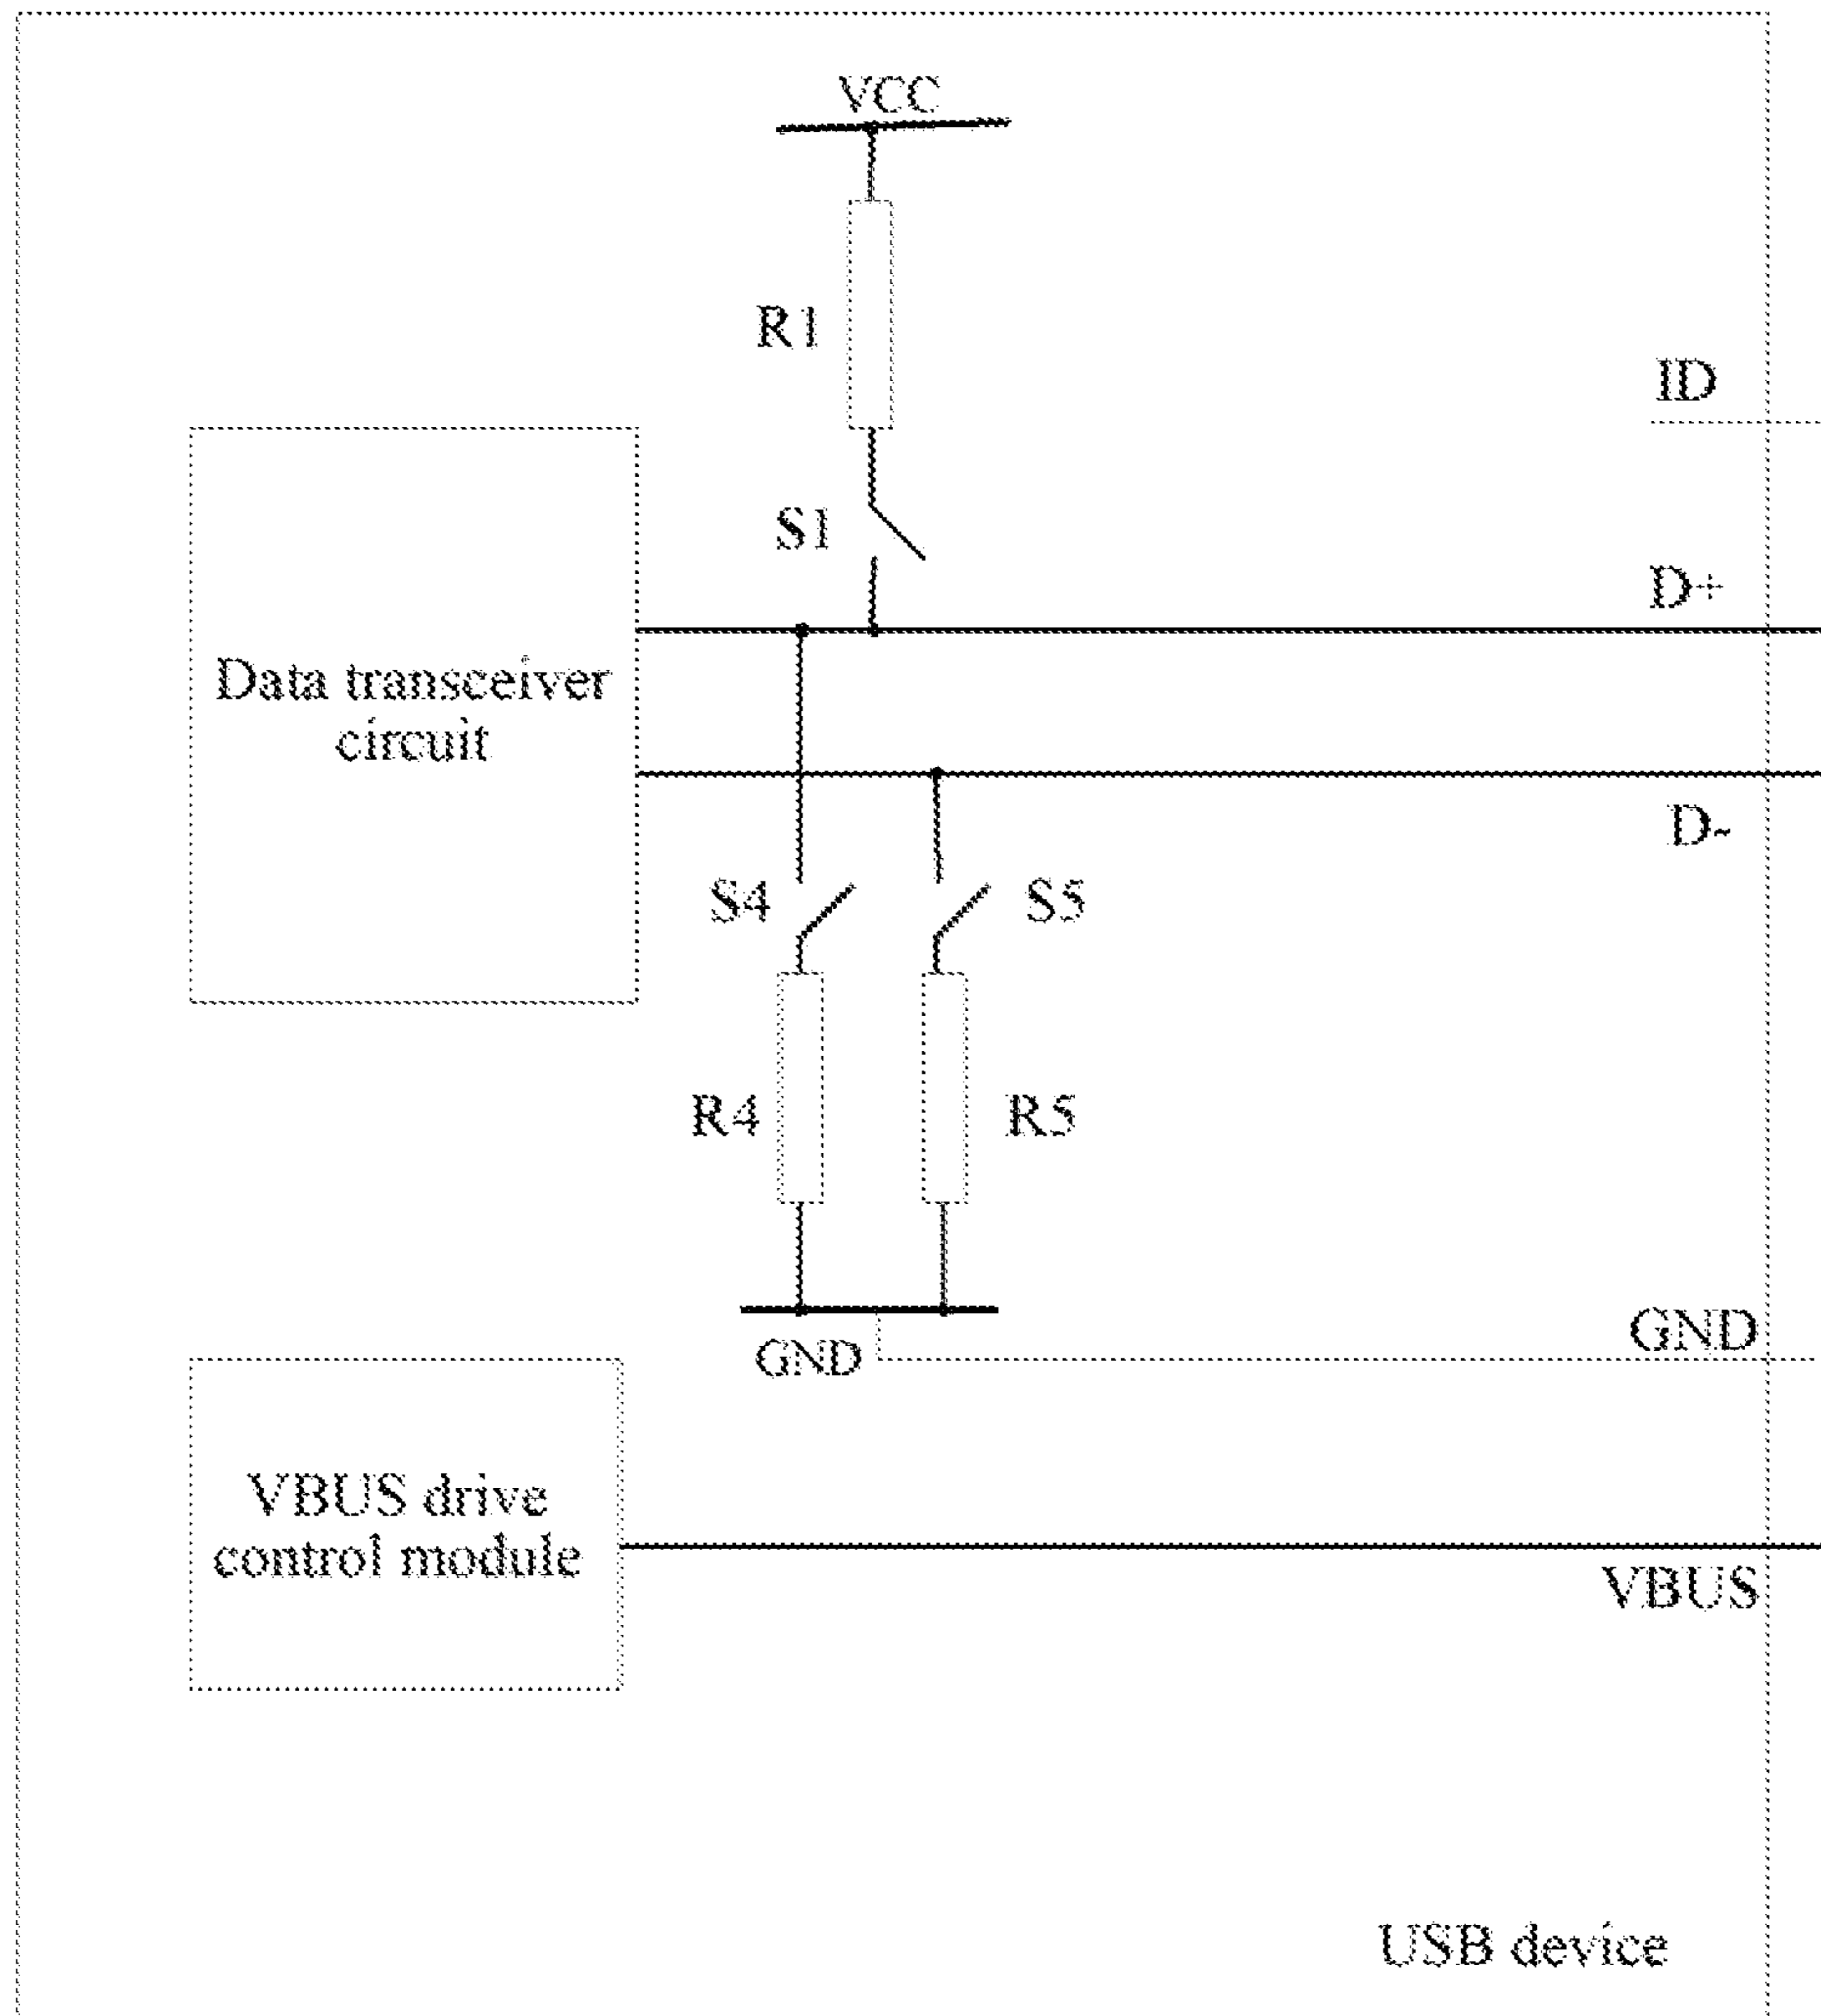 VCC
R1
ID
S1
D+
Data transceiver
circuit
D-
S4
S5
R4
R5
GND
GND
VBUS drive
control module
VBUS
USB device